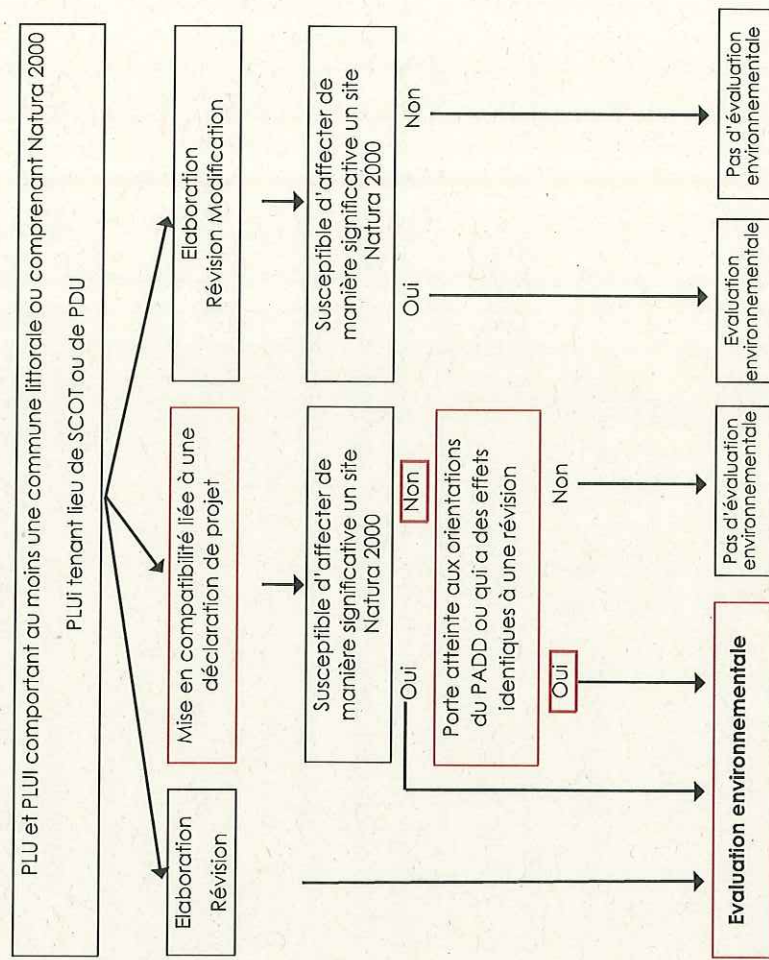 PLU et PLUI comportant au moins une commune littorale ou comprenant Natura 2000
PLUi tenant lieu de SCOT ou de PDU
Elaboration
Révision
Mise en compatibilité liée à une
déclaration de projet
Elaboration
Révision Modification
Susceptible d'affecter de
manière significative un site
Natura 2000
Susceptible d'affecter de
manière significative un site
Natura 2000
Oui
Non
Oui
Non
Porte atteinte aux orientations
du PADD ou qui a des effets
identiques à une révision
Oui
Non
Evaluation environnementale
Pas d'évaluation
environnementale
Evaluation
environnementale
Pas d'évaluation
environnementale